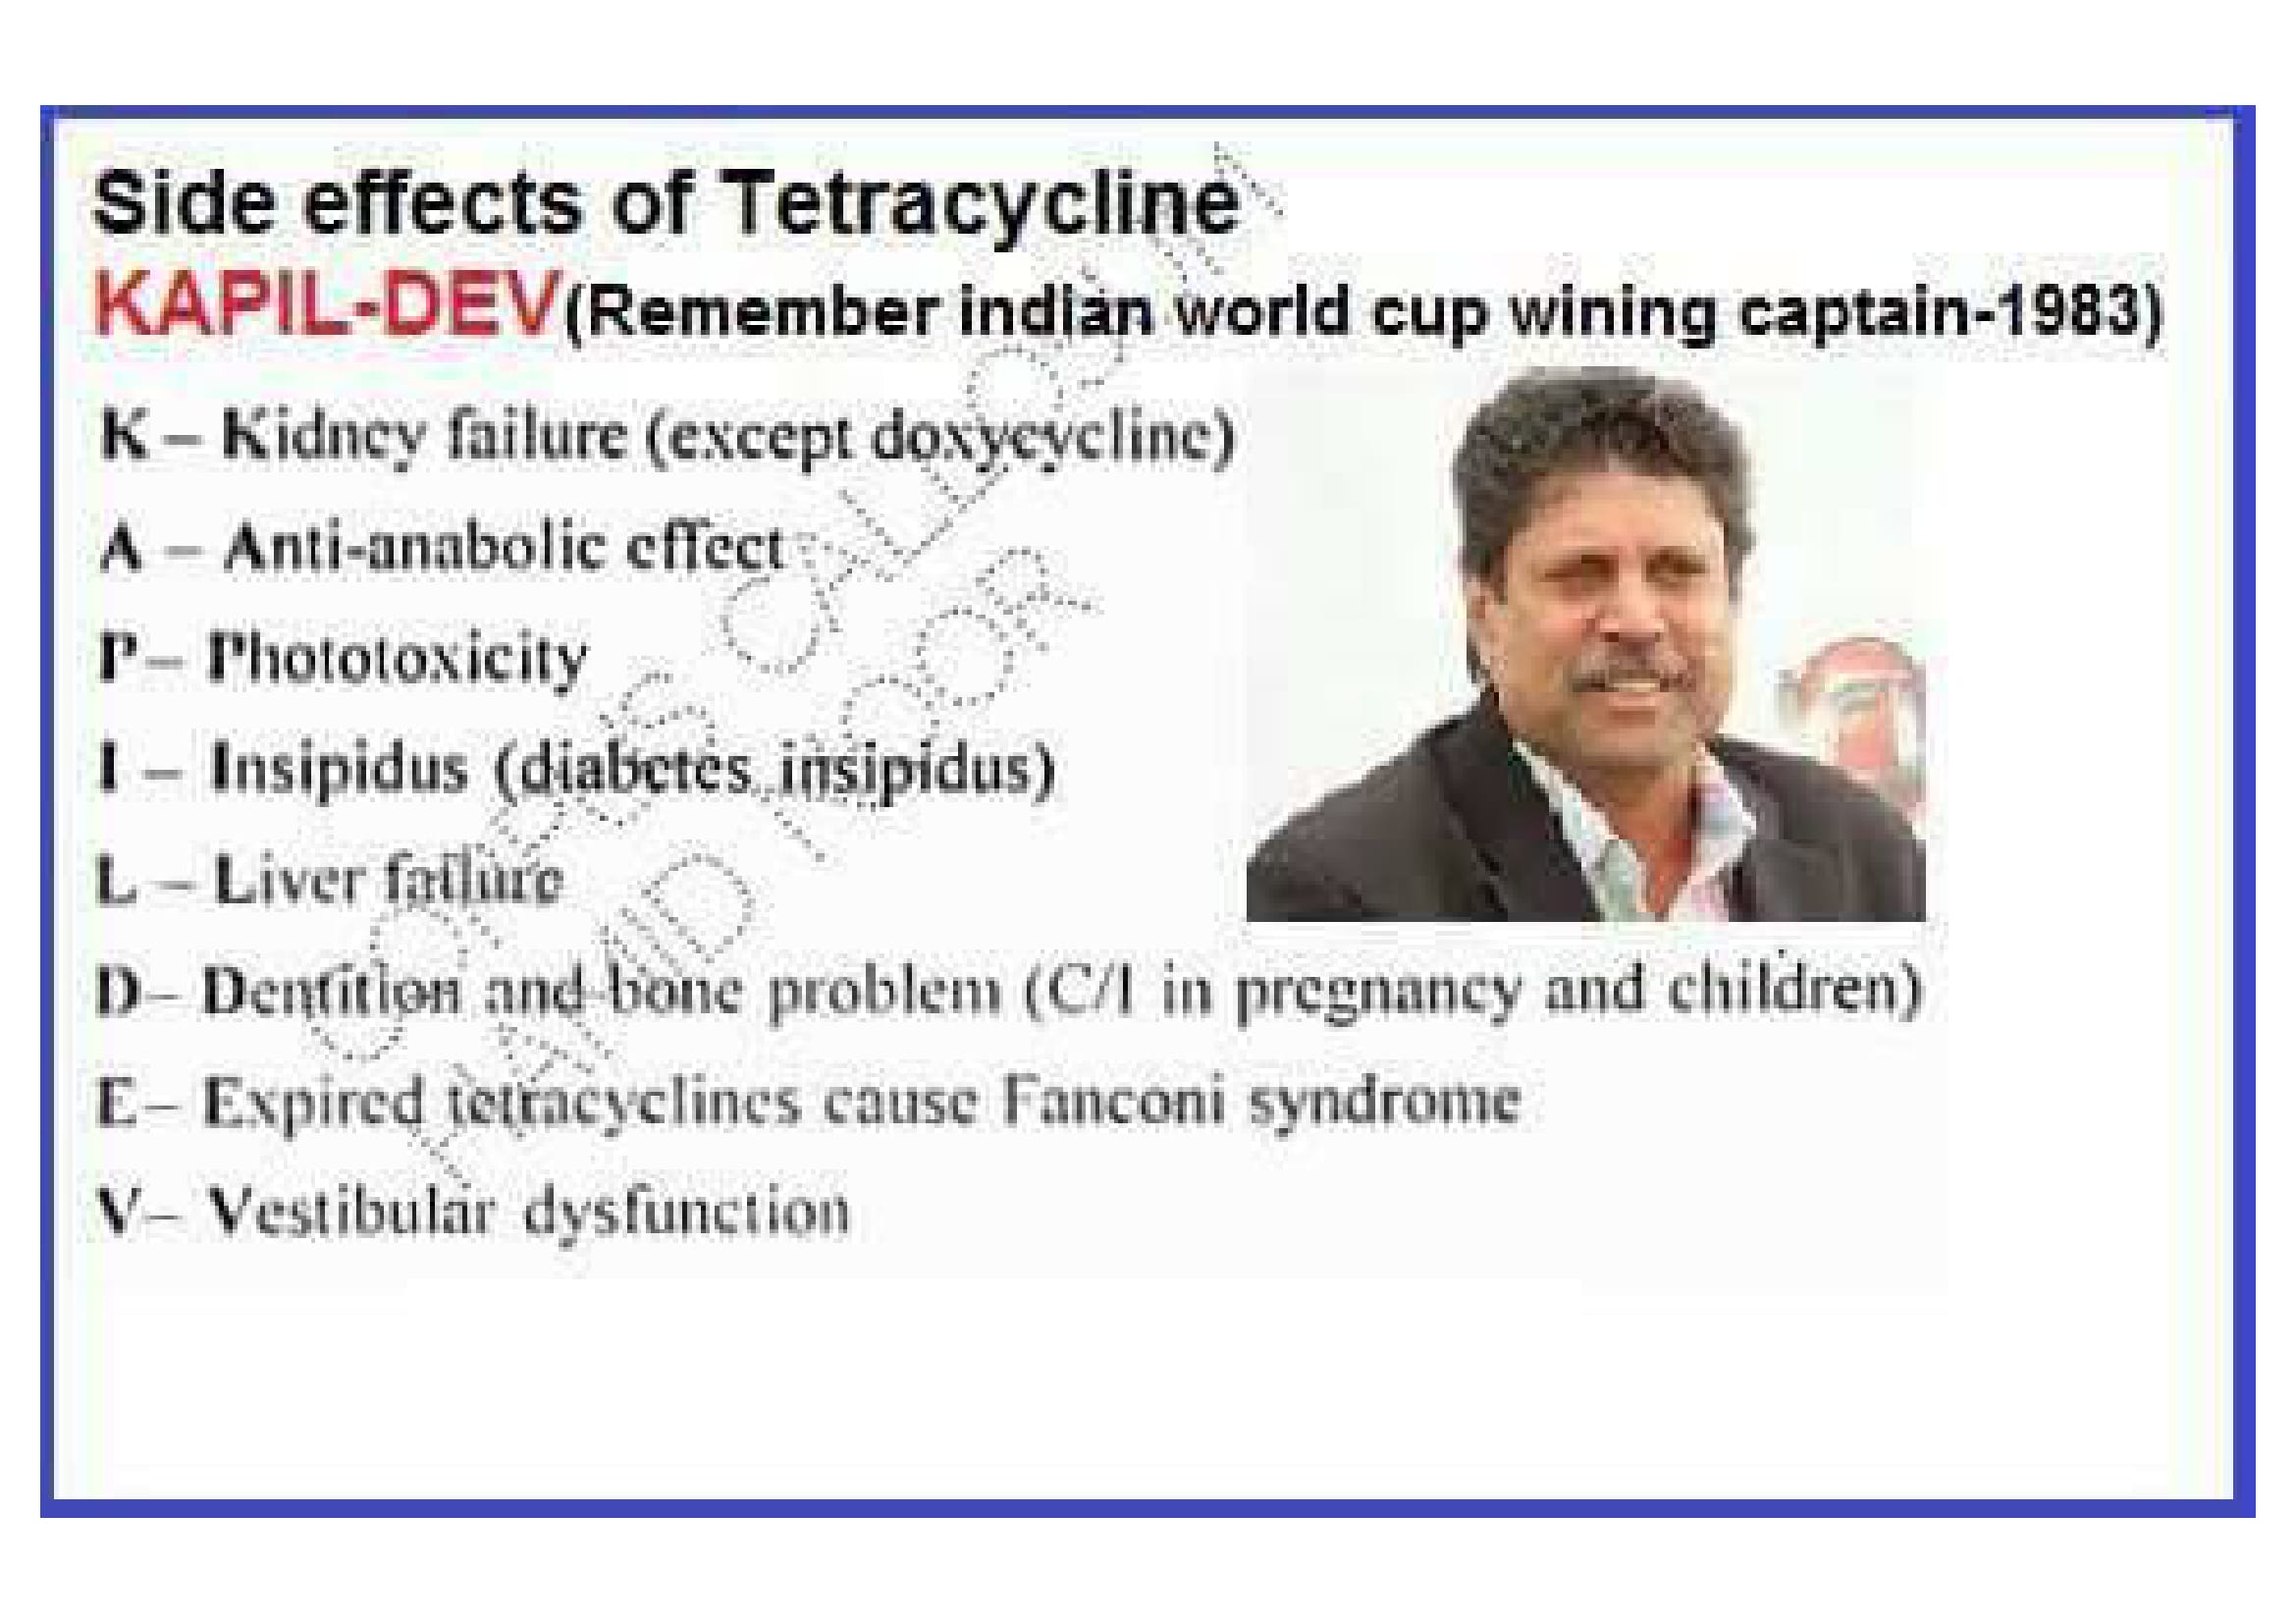 Side effects of Tetracycline
KAPIL-DEV(Remember indian world cup wining captain-1983)
K – Kidney failure (except doxycycline)
A – Anti-anabolic effect
P– Phototoxicity
I – Insipidus (diabetes insipidus)
L – Liver failure
D– Dentition and bone problem (C/I in pregnancy and children)
E– Expired tetracyclines cause Fanconi syndrome
V– Vestibular dysfunction